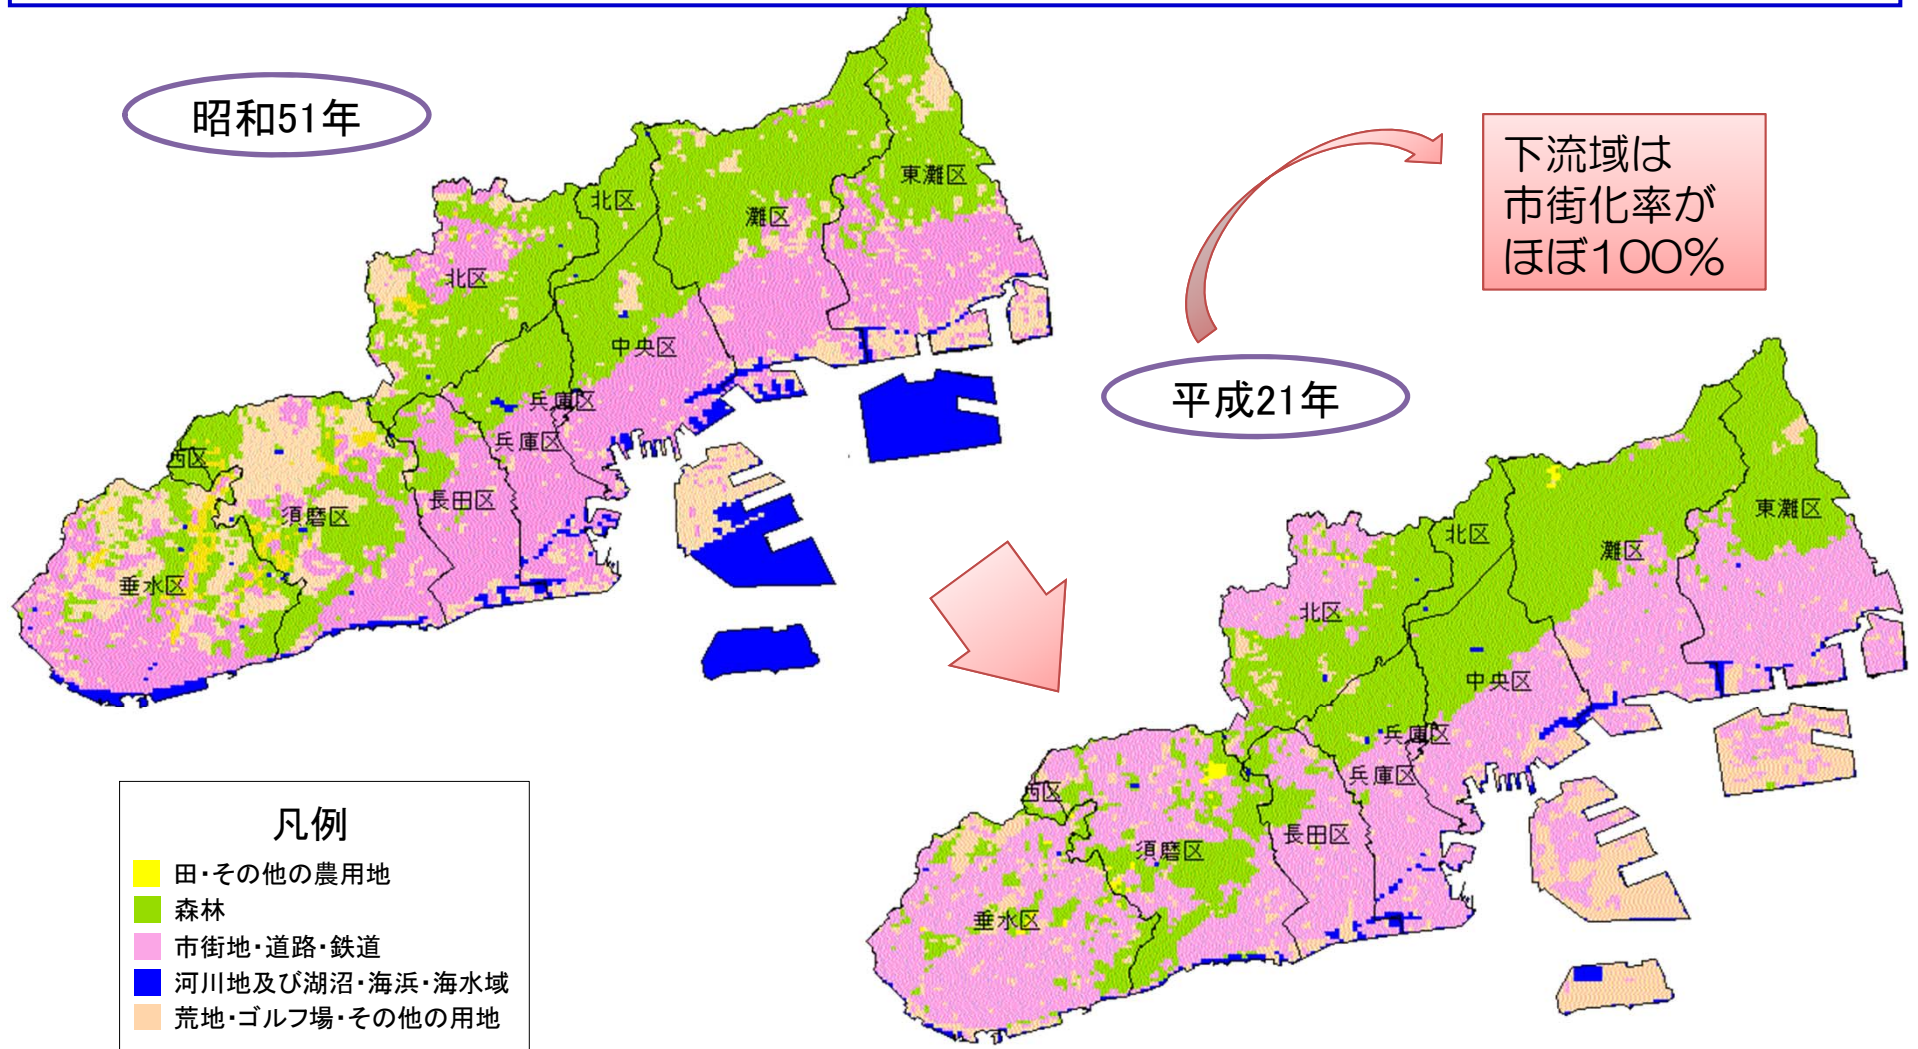 昭和51年
下流域は
市街化率が
ほぼ100%
東灘区
北区
灘区
北区
中央区
兵庫区
兵庫区
西区
長田区
須磨区
垂水区
平成21年
東灘区
北区
灘区
北区
中央区
兵庫区
兵庫区
西区
長田区
須磨区
垂水区
凡例
田・その他の農用地
森林
市街地・道路・鉄道
河川地及び湖沼・海浜・海水域
荒地・ゴルフ場・その他の用地